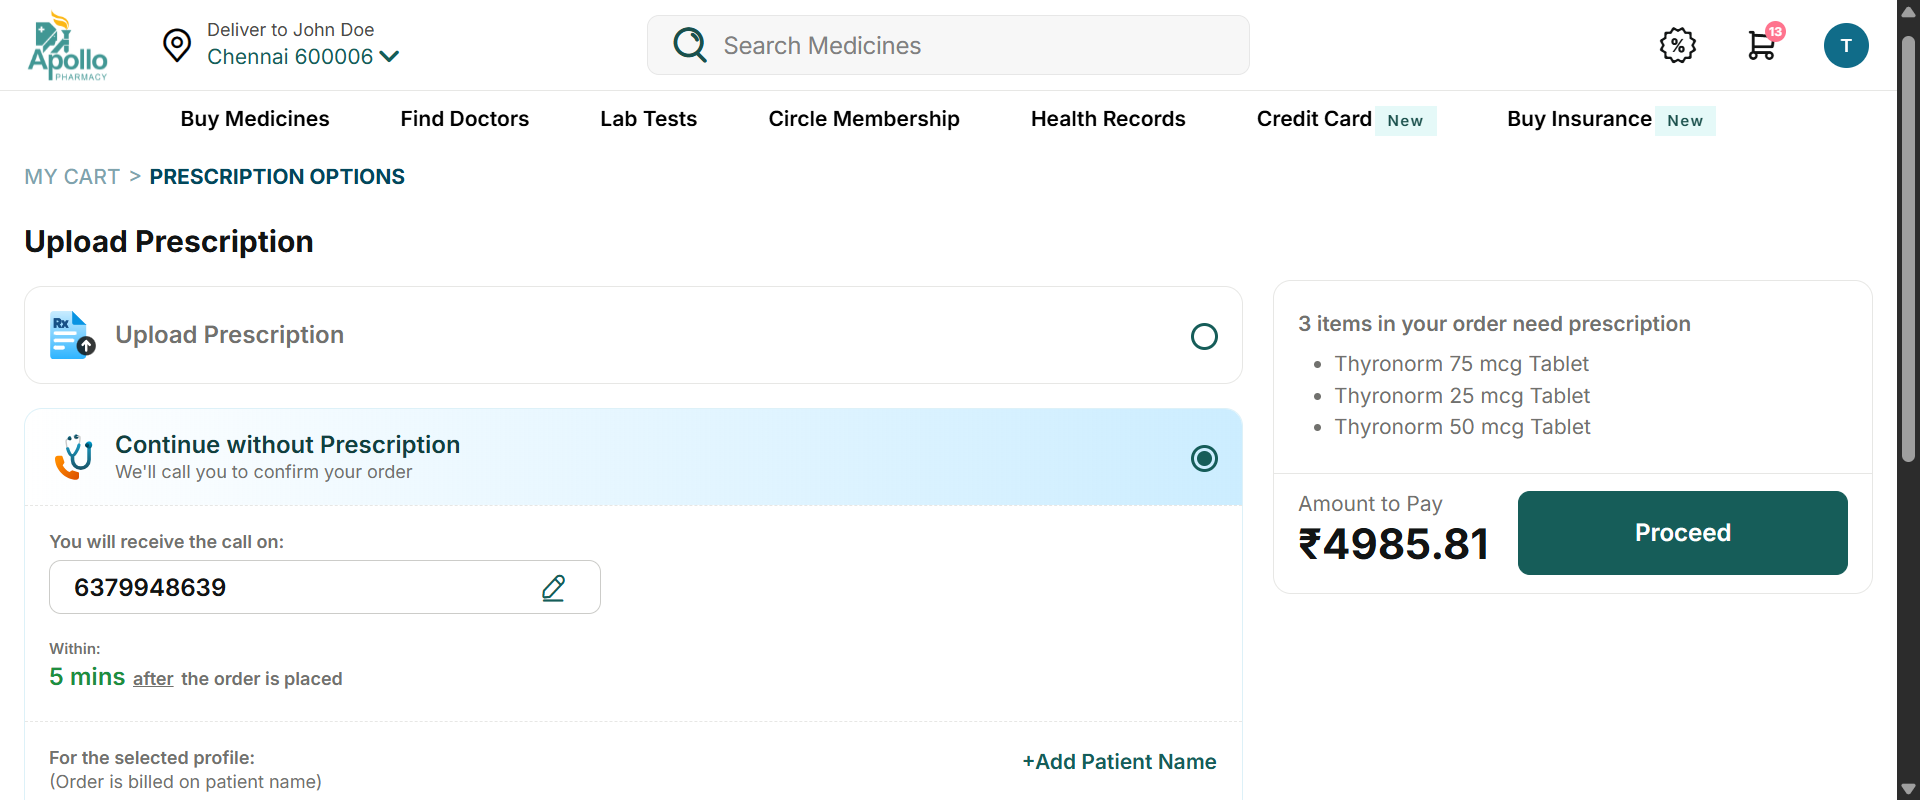 Apollo
PHARMACY
Deliver to John Doe
Chennai 600006
Search Medicines
%
13
T
Buy Medicines
Find Doctors
Lab Tests
Circle Membership
Health Records
Credit Card New
Buy Insurance New
MY CART > PRESCRIPTION OPTIONS
Upload Prescription
Rx
Upload Prescription
Continue without Prescription
We'll call you to confirm your order
You will receive the call on:
6379948639
Within:
5 mins after the order is placed
For the selected profile:
(Order is billed on patient name)
+Add Patient Name
3 items in your order need prescription
• Thyronorm 75 mcg Tablet
• Thyronorm 25 mcg Tablet
• Thyronorm 50 mcg Tablet
Amount to Pay
₹4985.81
Proceed